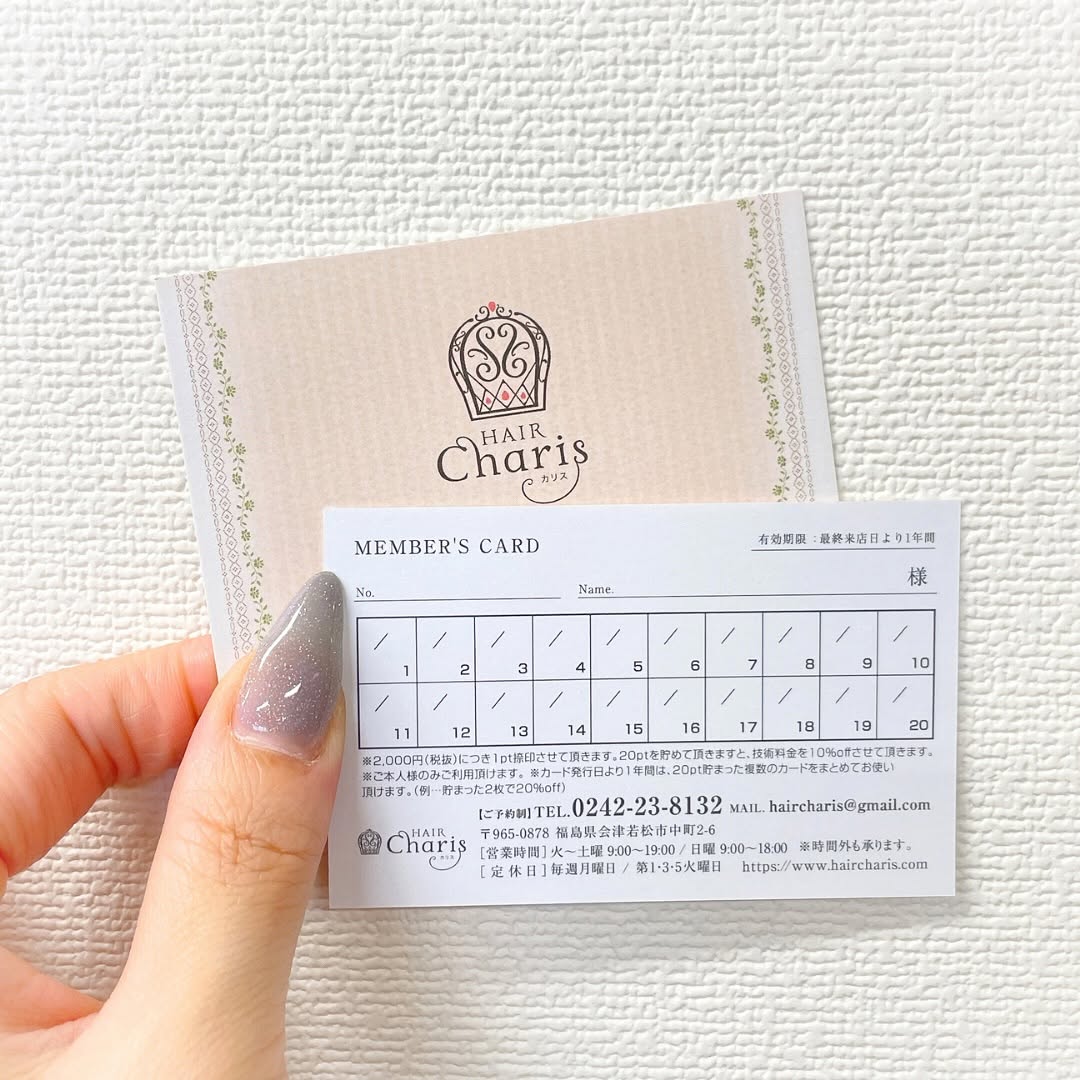 HAIR
Charis
カリス
MEMBER'S CARD
有効期限：最終来店日より1年間
No.
Name.
様
1 2 3 4 5 6 7 8 9 10
11 12 13 14 15 16 17 18 19 20
※2,000円(税抜)につき1pt捺印させて頂きます。20ptを貯めて頂きますと、技術料金を10%offさせて頂きます。
※ご本人様のみご利用頂けます。 ※カード発行日より1年間は、20pt貯まった複数のカードをまとめてお使い
頂けます。(例…貯まった2枚で20%off)
HAIR
Charis
カリス
【ご予約制】TEL.0242-23-8132 MAIL. haircharis@gmail.com
〒965-0878 福島県会津若松市中町2-6
[営業時間] 火〜土曜 9:00〜19:00 / 日曜 9:00〜18:00 ※時間外も承ります。
[定休日] 毎週月曜日 / 第1・3・5火曜日 https://www.haircharis.com